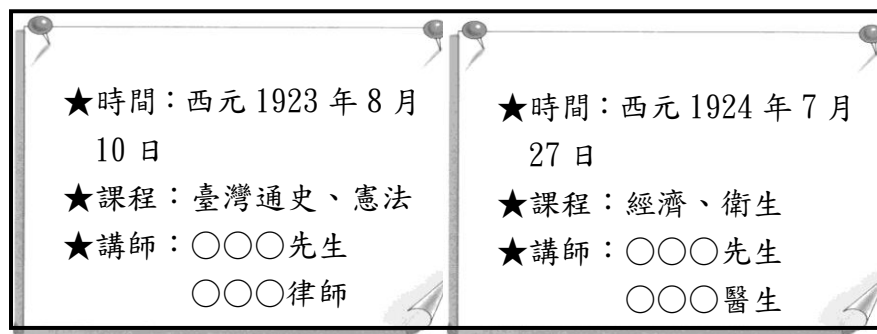 ★時間：西元 1923 年 8 月
10 日
★課程：臺灣通史、憲法
★講師：○○○先生
○○○律師
★時間：西元 1924 年 7 月
27 日
★課程：經濟、衛生
★講師：○○○先生
○○○醫生